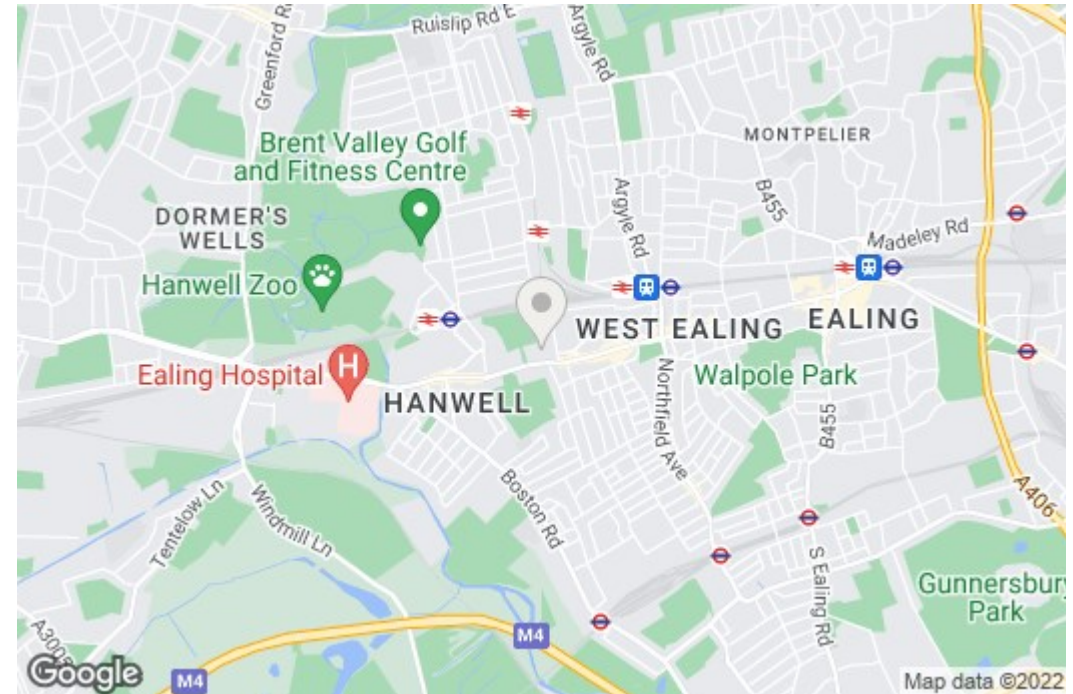 Ruislip Rd E
Greenford R
Argyle Rd
MONTPELIER
Brent Valley Golf
and Fitness Centre
B455
Argyle Rd
DORMER'S
WELLS
Madeley Rd
Hanwell Zoo
WEST EALING
EALING
Ealing Hospital
H
HANWELL
Walpole Park
Northfield Ave
B455
Boston Rd
A406
Tentelow Ln
Windmill Ln
S Ealing Rd
Gunnersbury
Park
A3005
M4
M4
Google
Map data ©2022